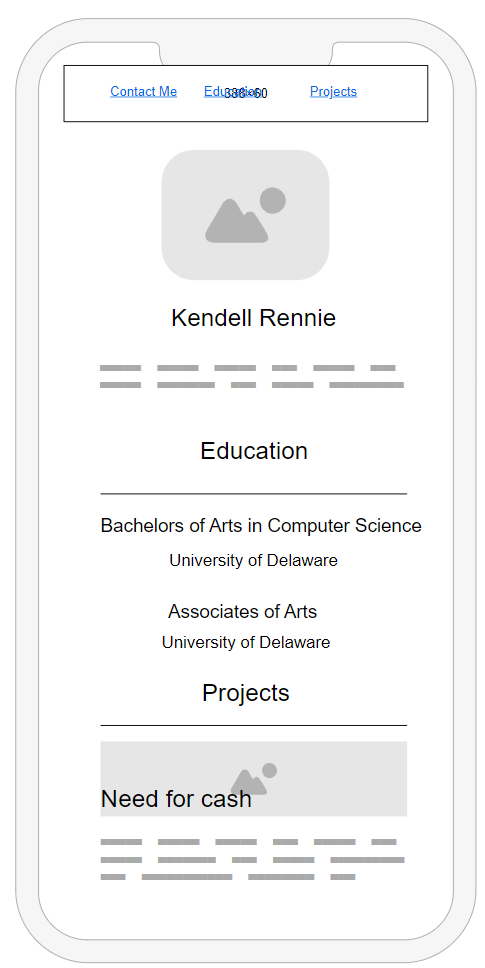 Contact Me Education Projects
338 x 60
Kendell Rennie
Education
Bachelors of Arts in Computer Science
University of Delaware
Associates of Arts
University of Delaware
Projects
Need for cash